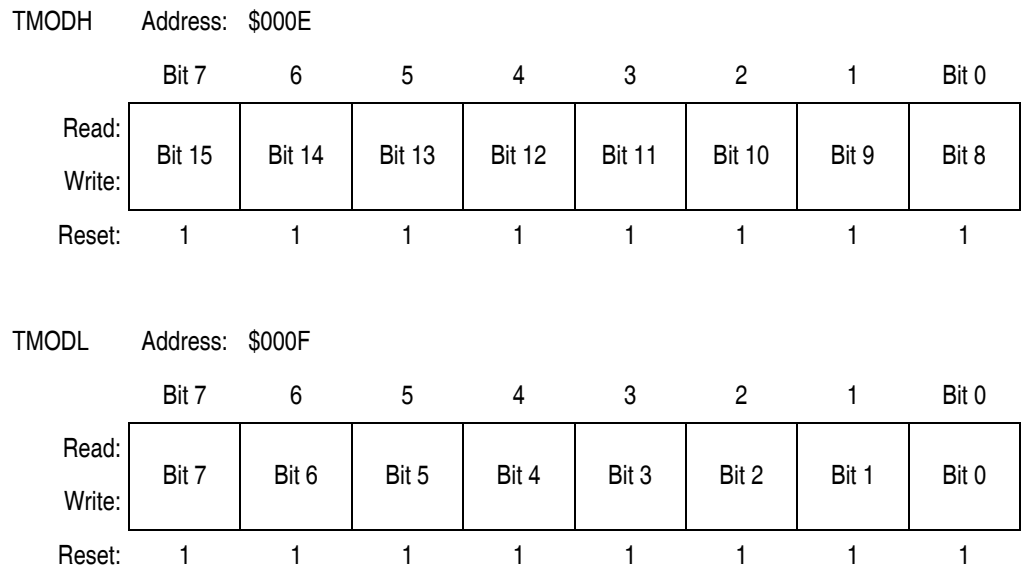 TMODH Address: $000E
Bit 7 6 5 4 3 2 1 Bit 0
Read:
Bit 15 Bit 14 Bit 13 Bit 12 Bit 11 Bit 10 Bit 9 Bit 8
Write:
Reset: 1 1 1 1 1 1 1 1
TMODL Address: $000F
Bit 7 6 5 4 3 2 1 Bit 0
Read:
Bit 7 Bit 6 Bit 5 Bit 4 Bit 3 Bit 2 Bit 1 Bit 0
Write:
Reset: 1 1 1 1 1 1 1 1